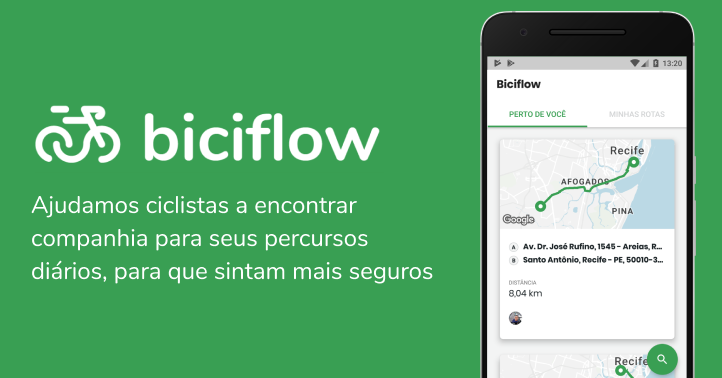 biciflow
Ajudamos ciclistas a encontrar
companhia para seus percursos
diários, para que sintam mais seguros
13:20
Biciflow
PERTO DE VOCÊ MINHAS ROTAS
Recife
AFOGADOS
PINA
Google
A Av. Dr. José Rufino, 1545 - Areias, R...
B Santo Antônio, Recife - PE, 50010-3...
DISTÂNCIA
8,04 km
Recife